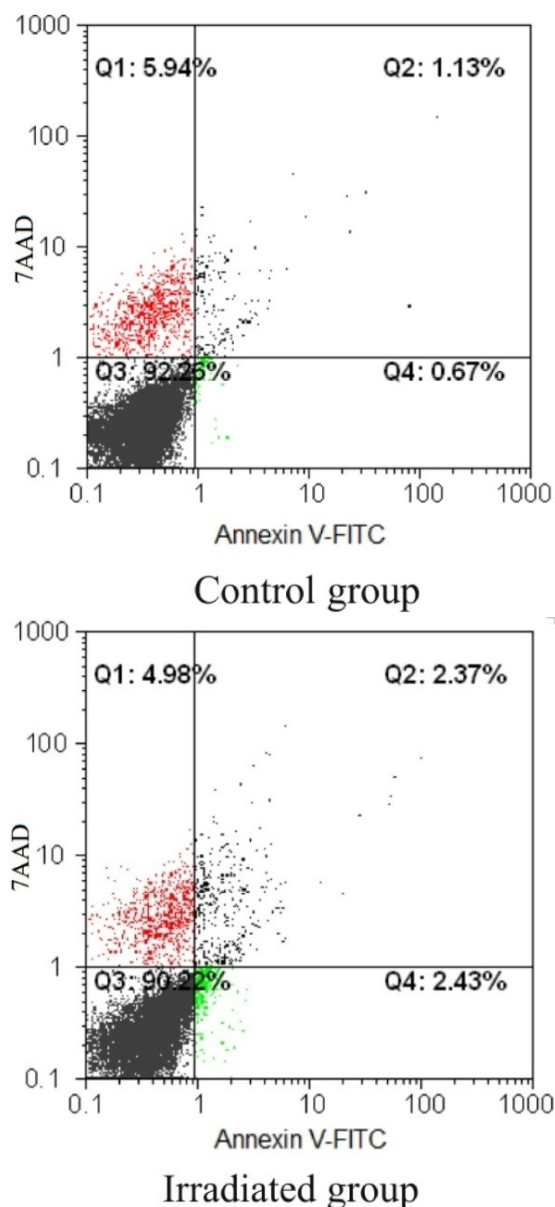 1000
Q1: 5.94% Q2: 1.13%
100
7AAD
10
1
Q3: 92.26% Q4: 0.67%
0.1
0.1 1 10 100 1000
Annexin V-FITC
Control group
1000
Q1: 4.98% Q2: 2.37%
100
7AAD
10
1
Q3: 90.22% Q4: 2.43%
0.1
0.1 1 10 100 1000
Annexin V-FITC
Irradiated group